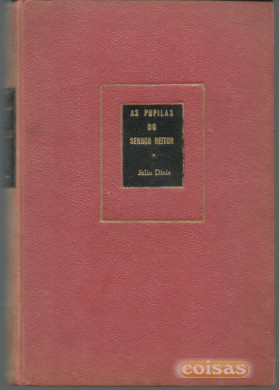 AS PUPILAS
DO
SENHOR REITOR
Júlio Dinis
coisas